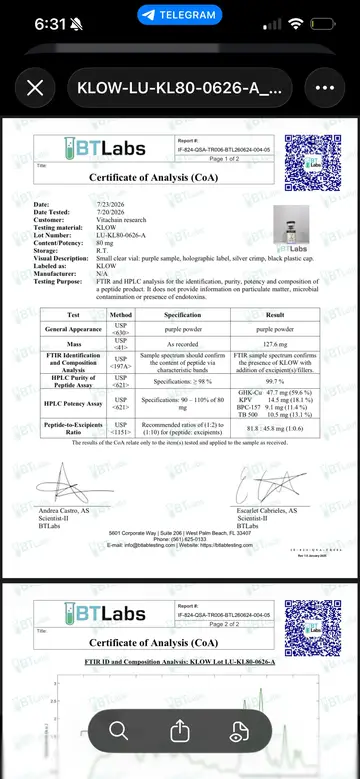 6:31
TELEGRAM
KLOW-LU-KL80-0626-A_...
BTLabs
Report #:
IF-824-QSA-TR006-BTL260624-004-05
Page 1 of 2
Title:
Certificate of Analysis (CoA)
Date: 7/23/2026
Date Tested: 7/20/2026
Customer: Vitachain research
Testing material: KLOW
Lot Number: LU-KL80-0626-A
Content/Potency: 80 mg
Storage: R.T.
Visual Description: Small clear vial: purple sample, holographic label, silver crimp, black plastic cap.
Labeled as: KLOW
Manufacturer: N/A
Testing Purpose: FTIR and HPLC analysis for the identification, purity, potency and composition of
a peptide product. It does not provide information on particulate matter, microbial
contamination or presence of endotoxins.
BTLabs
Test Method Specification Result
General Appearance USP <630> purple powder purple powder
Mass USP <41> As recorded 127.6 mg
FTIR Identification and Composition Analysis USP <197A> Sample spectrum should confirm the content of peptide via characteristic bands FTIR sample spectrum confirms the presence of KLOW with addition of excipient(s)/fillers.
HPLC Purity of Peptide Assay USP <621> Specifications: ≥ 98 % 99.7 %
HPLC Potency Assay USP <621> Specifications: 90 – 110% of 80 mg GHK-Cu 47.7 mg (59.6 %)
KPV 14.5 mg (18.1 %)
BPC-157 9.1 mg (11.4 %)
TB 500 10.5 mg (13.1 %)
Peptide-to-Excipients Ratio USP <1151> Recommended ratios of (1:2) to (1:10) for (peptide: excipients) 81.8 : 45.8 mg (1:0.6)
The results of the CoA relate only to the item(s) tested and applied to the sample as received.
Andrea Castro, AS
Scientist-II
BTLabs
Escarlet Cabrieles, AS
Scientist-II
BTLabs
5601 Corporate Way | Suite 206 | West Palm Beach, FL 33407
Phone: (561) 625-0133
E-mail: info@btlabtesting.com | Website: https://btlabtesting.com
BTLabs
Report #:
IF-824-QSA-TR006-BTL260624-004-05
Page 2 of 2
Title:
Certificate of Analysis (CoA)
FTIR ID and Composition Analysis: KLOW Lot LU-KL80-0626-A